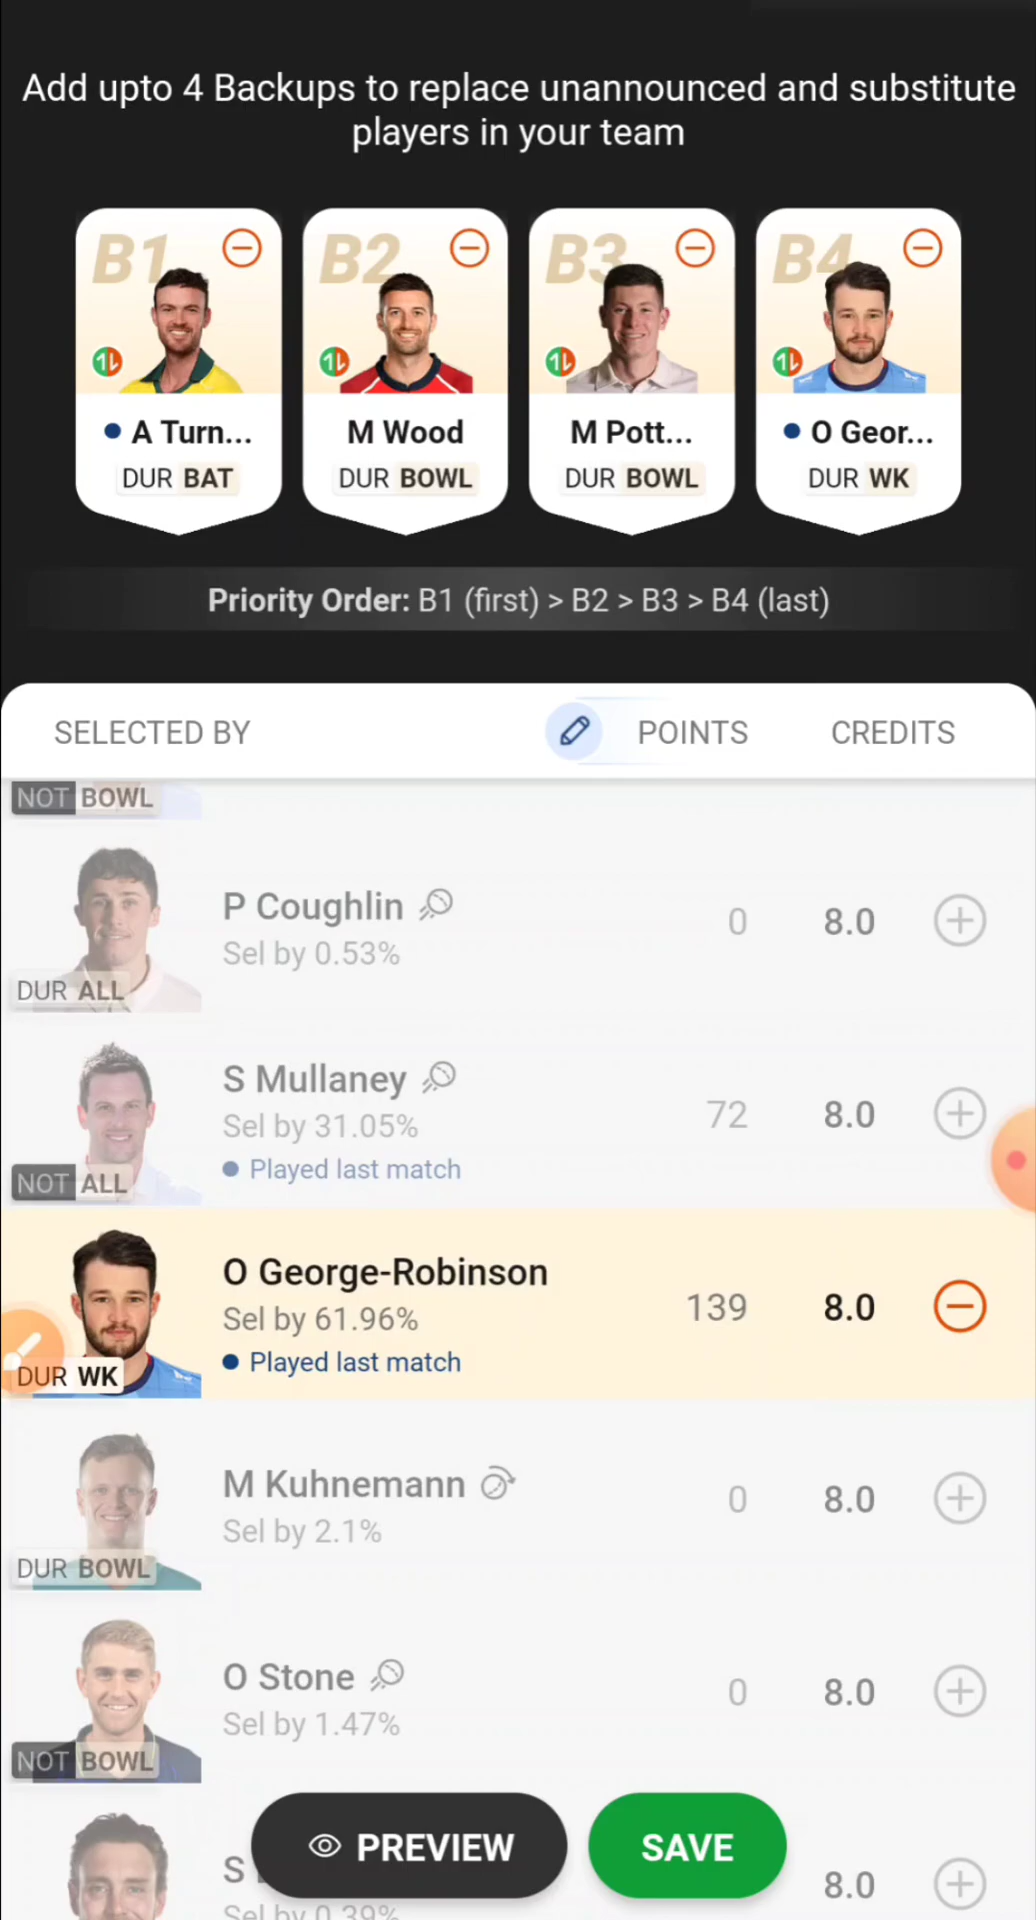 Add upto 4 Backups to replace unannounced and substitute
players in your team
B1 B2 B3 B4
A Turn... M Wood M Pott... O Geor...
DUR BAT DUR BOWL DUR BOWL DUR WK
Priority Order: B1 (first) > B2 > B3 > B4 (last)
SELECTED BY POINTS CREDITS
NOT BOWL
P Coughlin
0 8.0
Sel by 0.53%
DUR ALL
S Mullaney
72 8.0
Sel by 31.05%
Played last match
NOT ALL
O George-Robinson
139 8.0
Sel by 61.96%
Played last match
DUR WK
M Kuhnemann
0 8.0
Sel by 2.1%
DUR BOWL
O Stone
0 8.0
Sel by 1.47%
NOT BOWL
PREVIEW SAVE
S
8.0
Sel by 0.39%